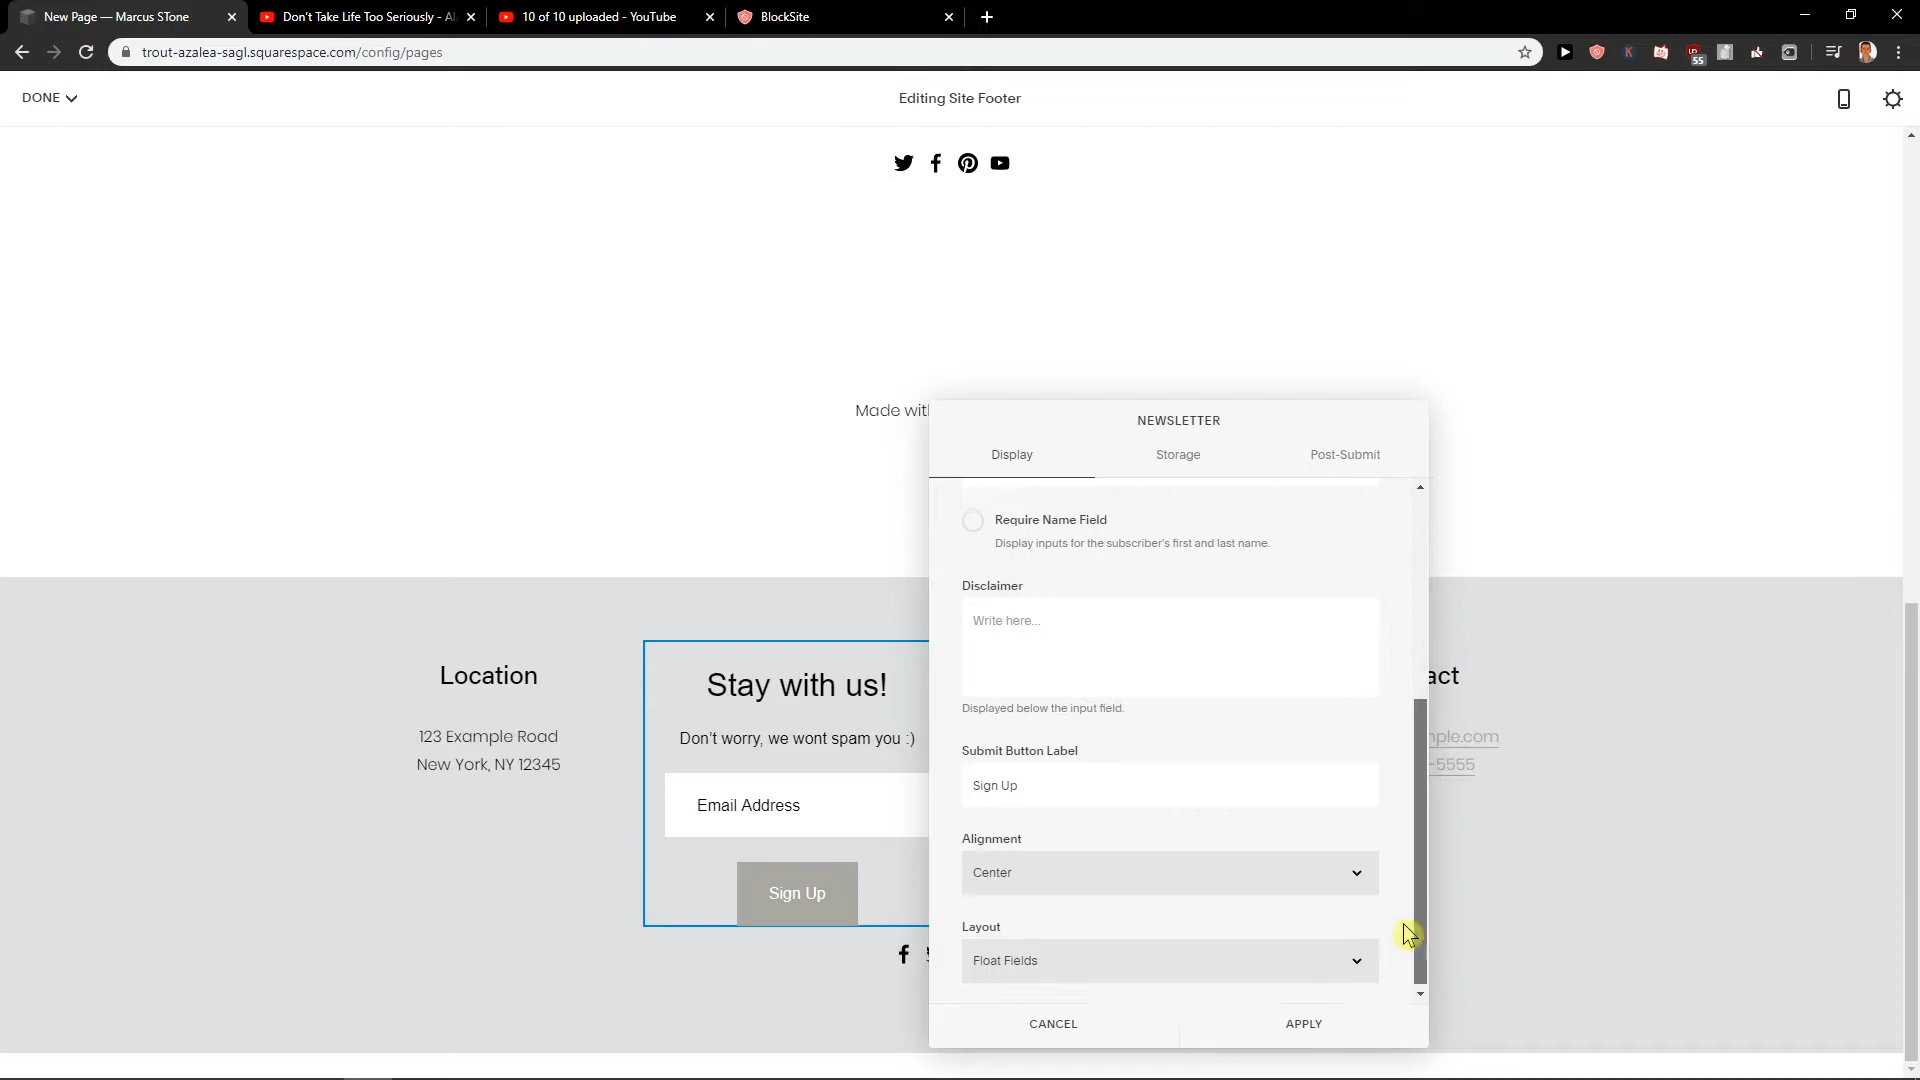 New Page — Marcus STone
Don't Take Life Too Seriously - Al
10 of 10 uploaded - YouTube
BlockSite
trout-azalea-sagl.squarespace.com/config/pages
55
DONE
Editing Site Footer
Made with
NEWSLETTER
Display
Storage
Post-Submit
Require Name Field
Display inputs for the subscriber's first and last name.
Disclaimer
Write here...
Displayed below the input field.
Submit Button Label
Sign Up
Alignment
Center
Layout
Float Fields
CANCEL
APPLY
Location
123 Example Road
New York, NY 12345
Stay with us!
Don't worry, we wont spam you :)
Email Address
Sign Up
act
mple.com
-5555